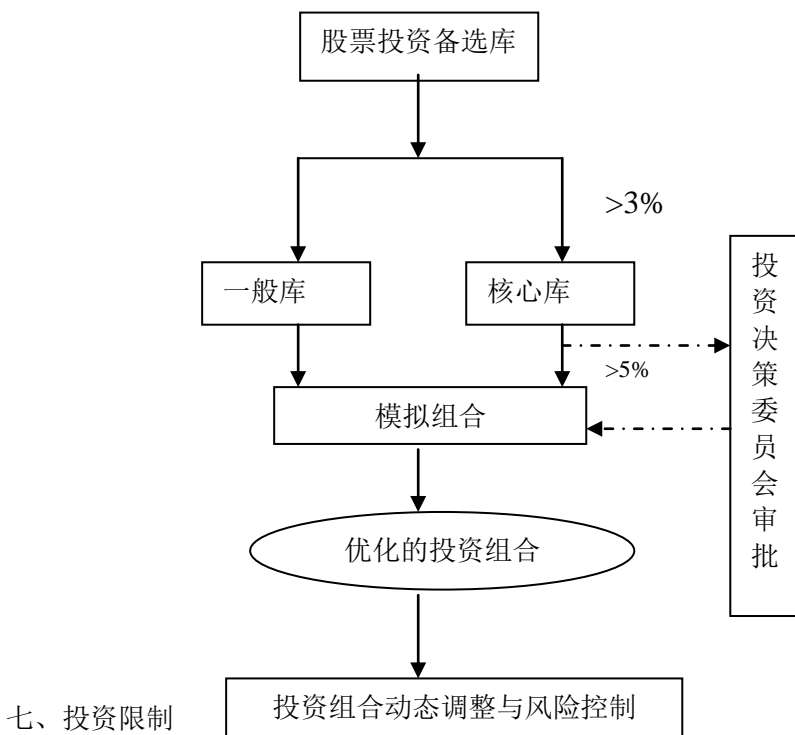 股票投资备选库
>3%
一般库
核心库
投
资
决
策
委
员
会
审
批
>5%
模拟组合
优化的投资组合
投资组合动态调整与风险控制
七、投资限制